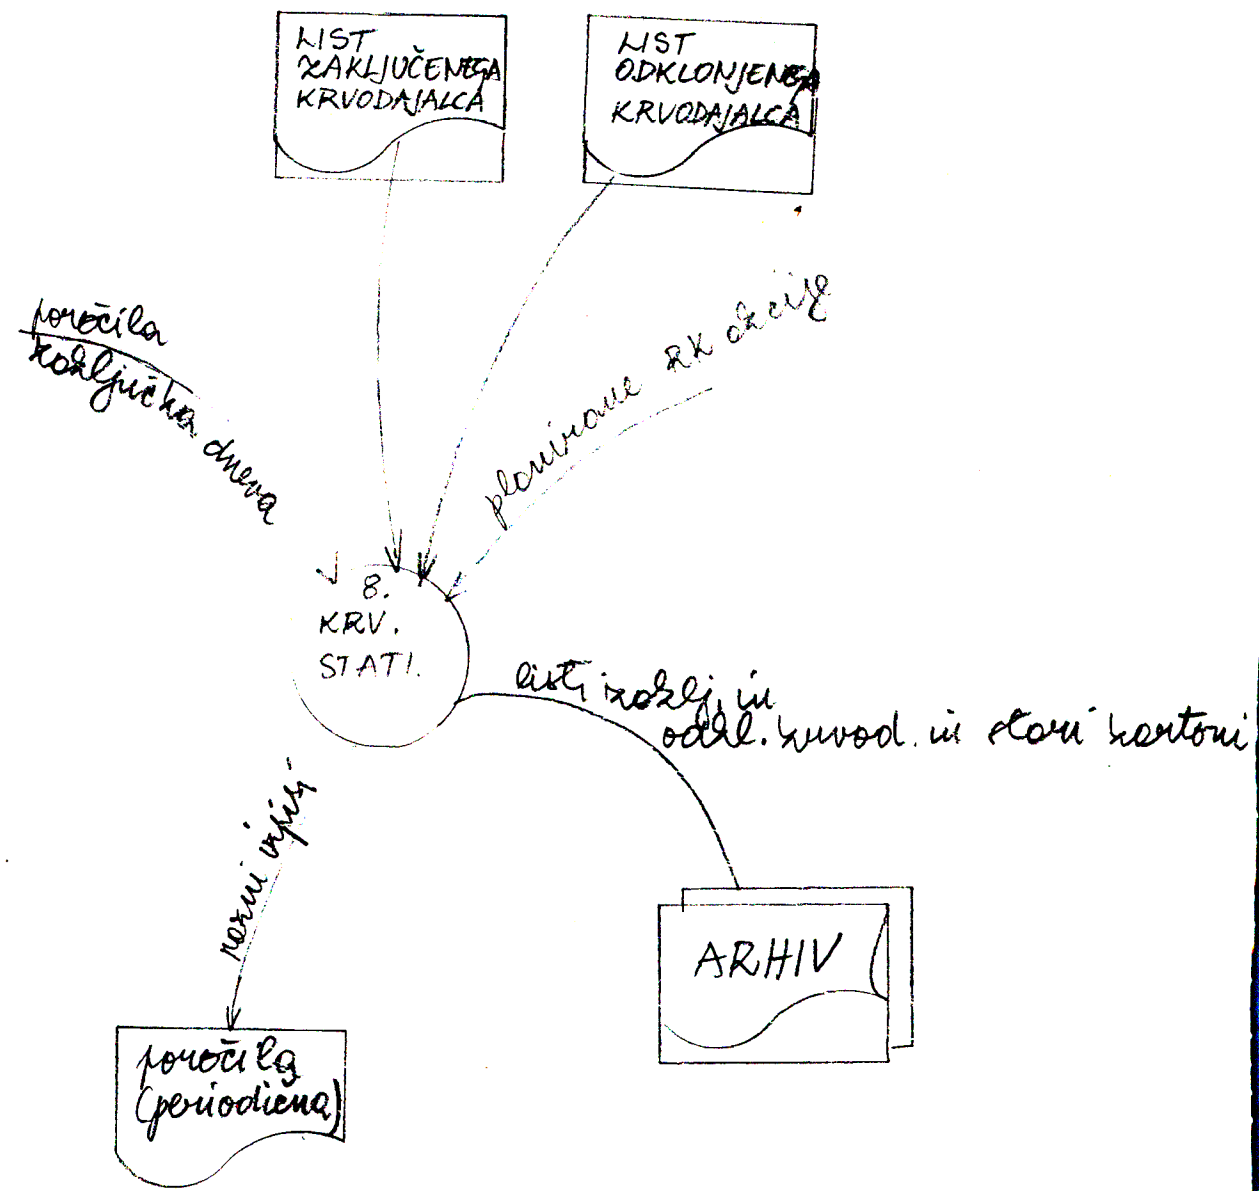 LIST
ZAKLJUČENEGA
KRVODAJALCA
LIST
ODKLONJENEGA
KRVODAJALCA
poročila
zaključka dneva
planirane RK akcije
8.
KRV.
STATI.
listi zaklj. in
odkl. krvod. in stari kartoni
razni izpisi
ARHIV
poročila
(periodična)